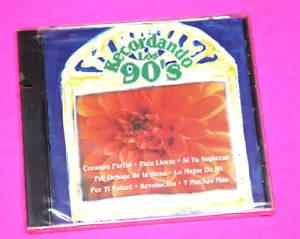 Recordando
Los
90's
Corazón Partío • Para Llorar • Si Tu Supieras
Por Debajo de la Mesa • Lo Mejor De Mi
Por Ti Volaré • Revolución • Y Muchas Más